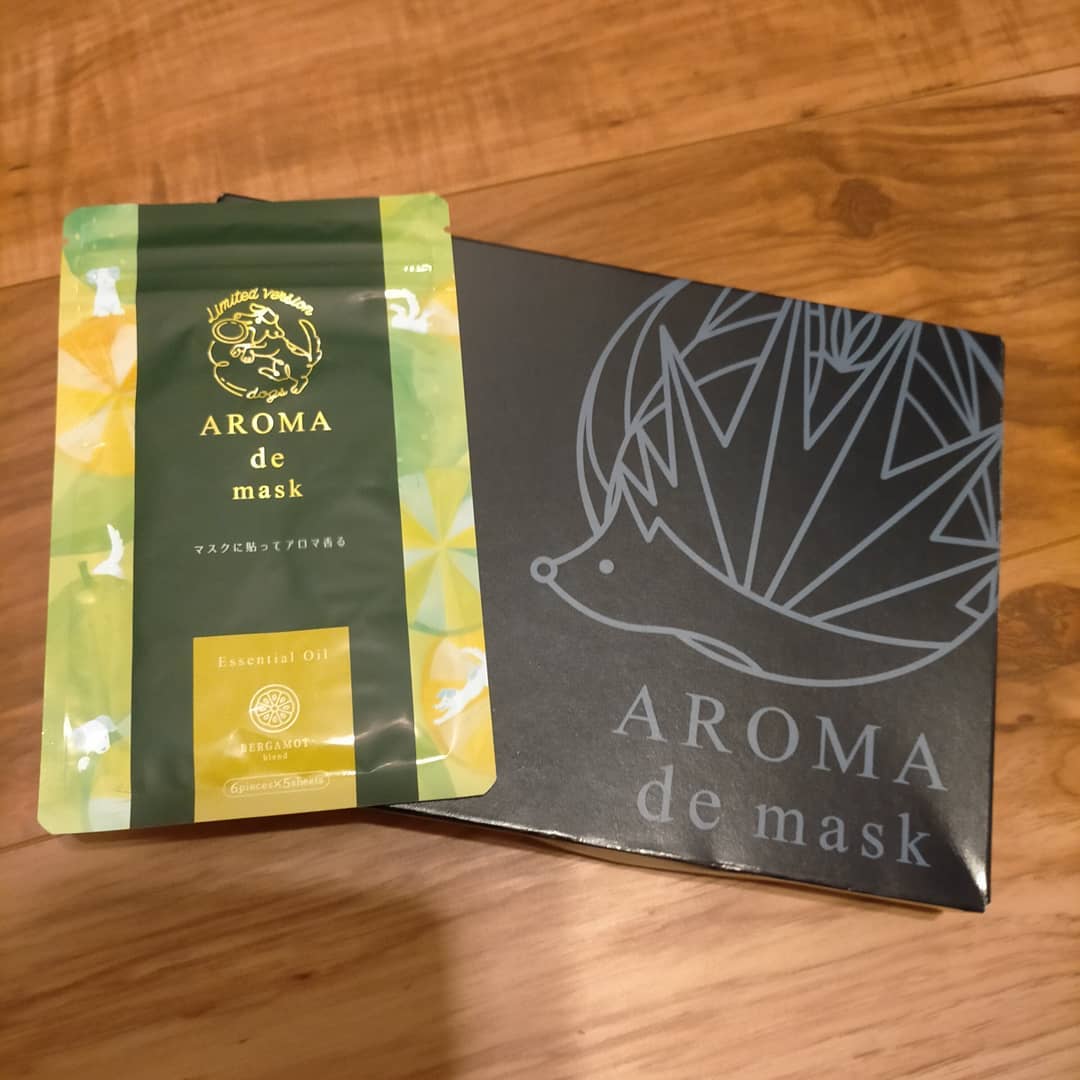 Limited version
dogs
AROMA
de
mask
マスクに貼ってアロマ香る
Essential Oil
BERGAMOT
blend
6pieces×5sheets
AROMA
de mask